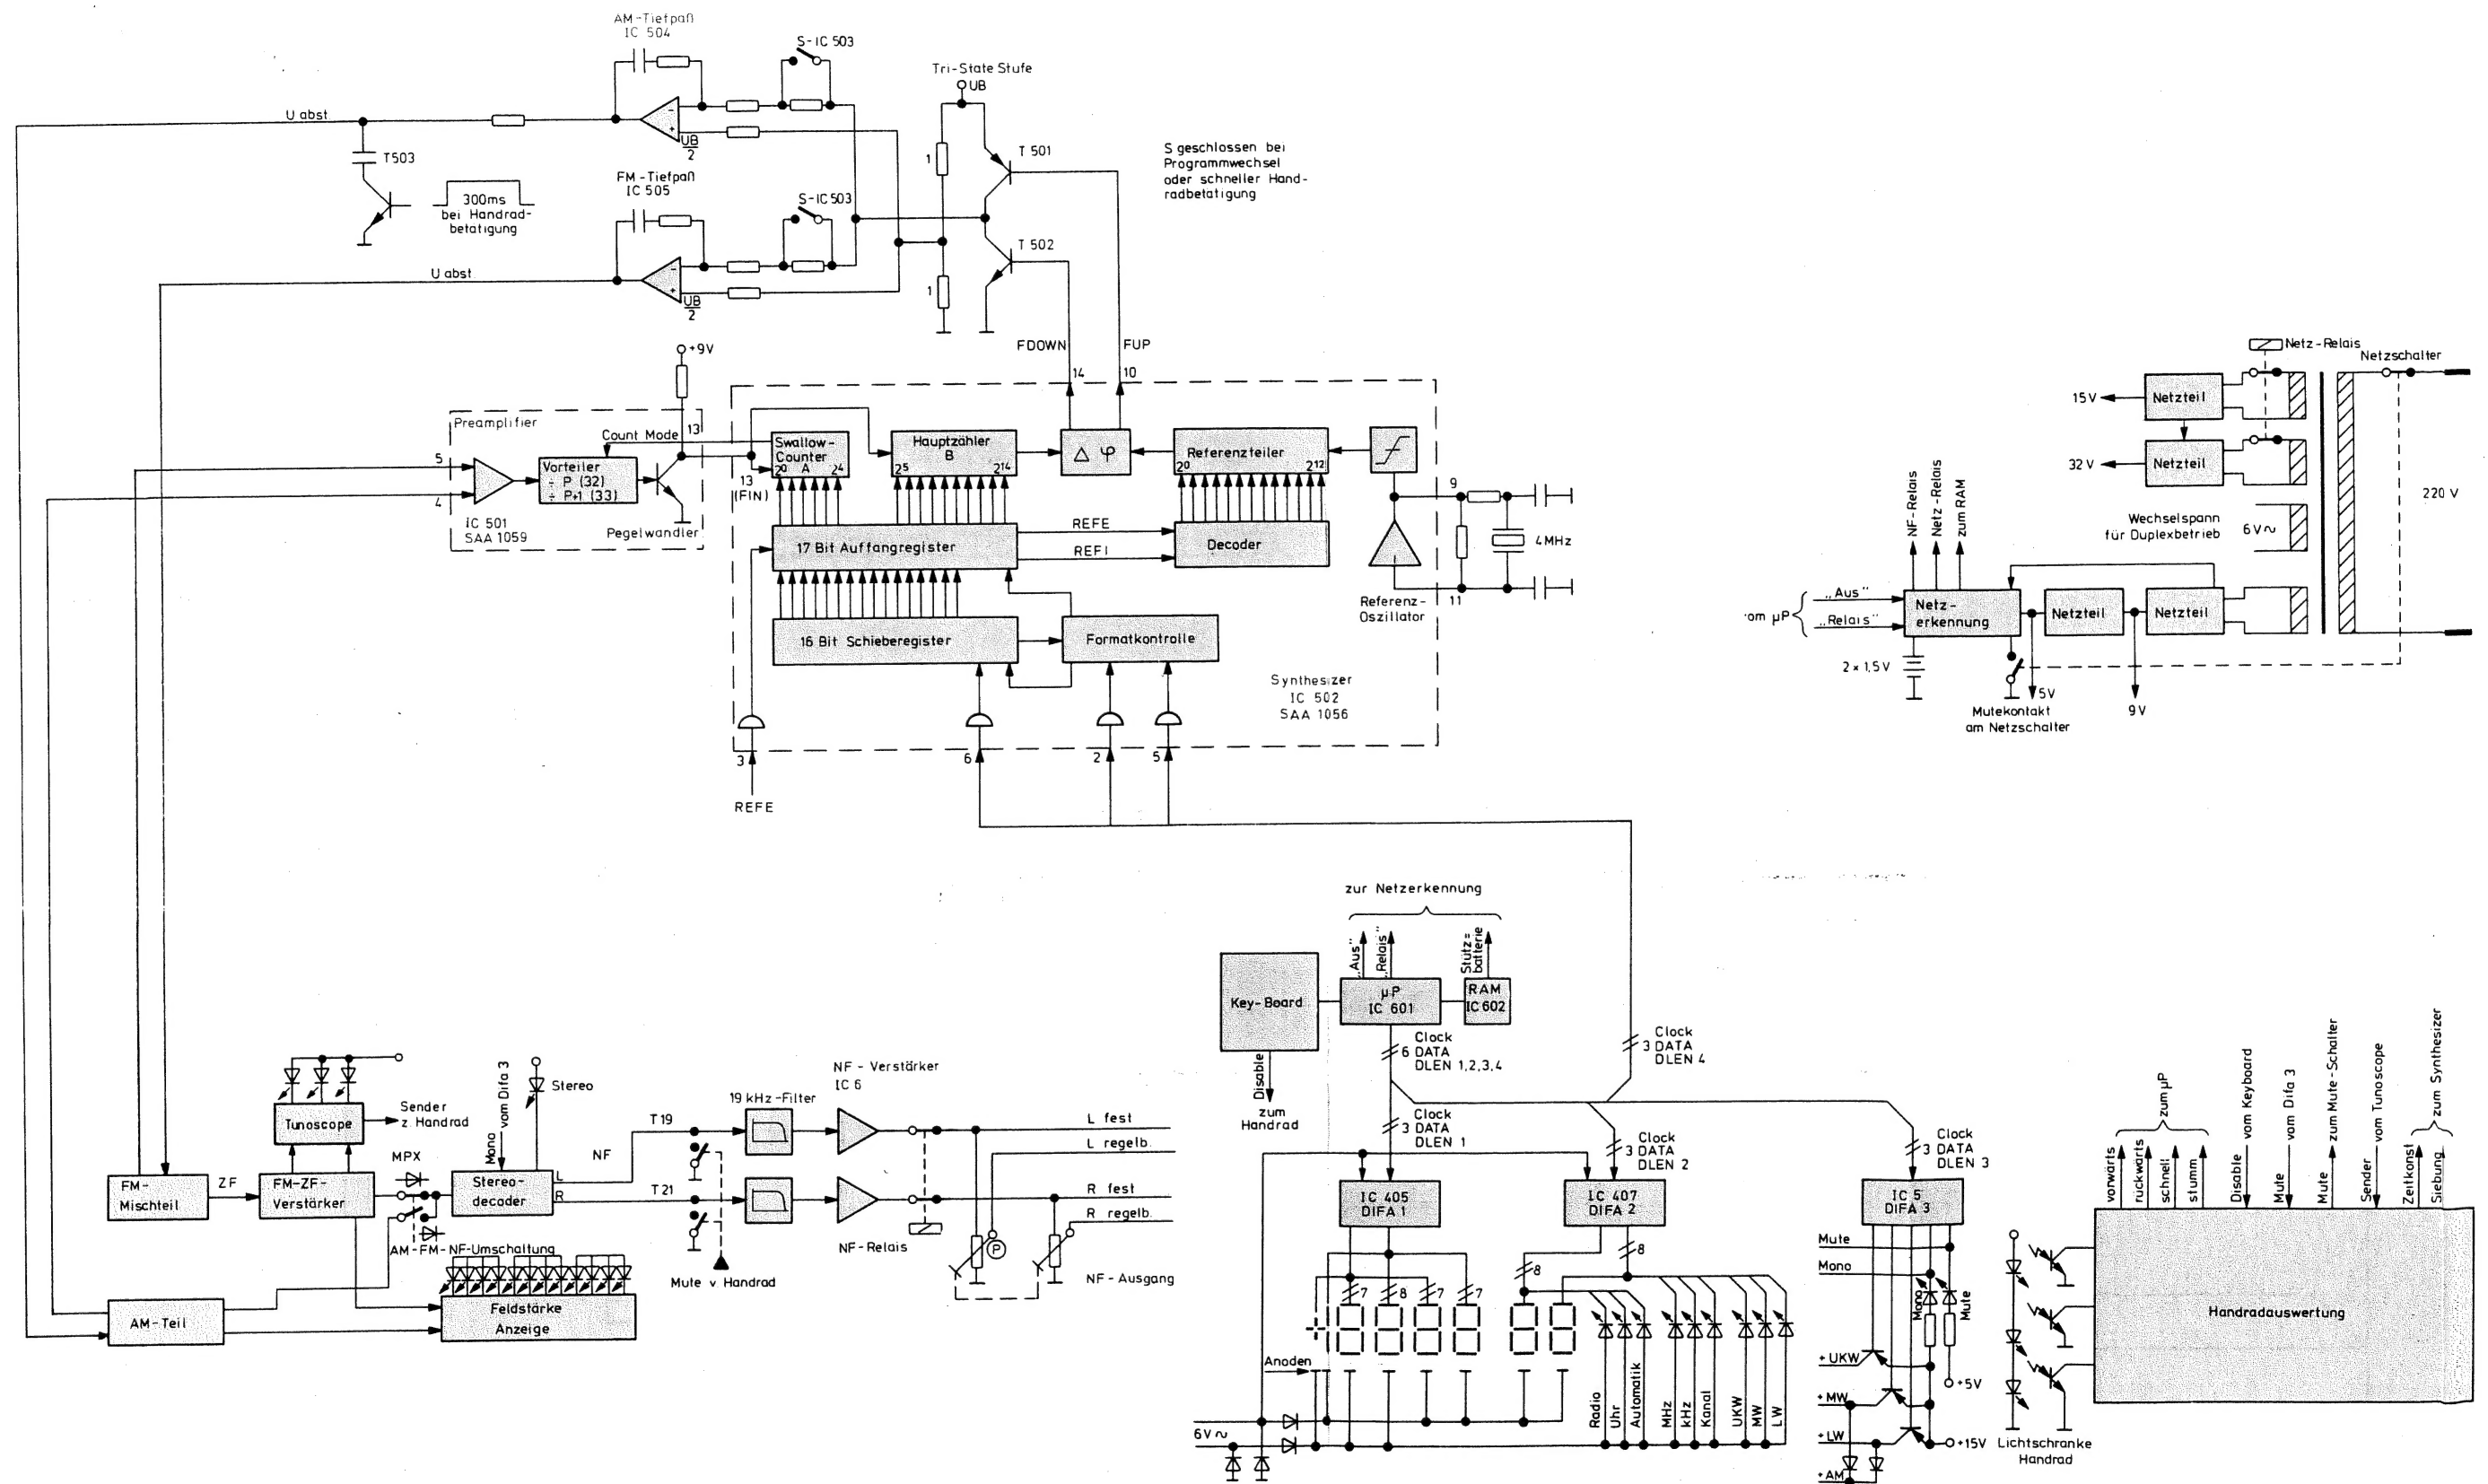 AM-Tiefpaß
IC 504
S-IC 503
Tri-State Stufe
UB
U abst
UB
2
T503
300ms
bei Handrad-
betätigung
FM-Tiefpaß
IC 505
S-IC 503
1
T 501
S geschlossen bei
Programmwechsel
oder schneller Hand-
radbetätigung
T 502
U abst
UB
2
1
FDOWN
FUP
14
10
+9V
Preamplifier
Count Mode
13
5
4
Vorteiler
÷ P (32)
÷ P+1 (33)
IC 501
SAA 1059
Pegelwandler
13
(FIN)
Swallow-
Counter
2⁰ A 2⁴
Hauptzähler
B
2⁵ 2¹⁴
Δ φ
Referenzteiler
2⁰ 2¹²
9
4MHz
11
Referenz-
Oszillator
17 Bit Auffangregister
REFE
REFI
Decoder
16 Bit Schieberegister
Formatkontrolle
Synthesizer
IC 502
SAA 1056
3
6
2
5
REFE
Netz-Relais
Netzschalter
15V
Netzteil
32V
Netzteil
220 V
Wechselspann
für Duplexbetrieb
6V~
NF-Relais
Netz-Relais
zum RAM
om µP
„Aus"
„Relais"
Netz-
erkennung
Netzteil
Netzteil
2 x 1,5V
5V
9V
Mutekontakt
am Netzschalter
zur Netzerkennung
„Aus"
„Relais"
Stütz=
batterie
Key-Board
µP
IC 601
RAM
IC 602
Disable
zum
Handrad
Clock
6 DATA
DLEN 1,2,3,4
Clock
3 DATA
DLEN 4
Clock
3 DATA
DLEN 1
Clock
3 DATA
DLEN 2
Clock
3 DATA
DLEN 3
IC 405
DIFA 1
IC 407
DIFA 2
IC 5
DIFA 3
8
8
7
8
7
7
Anoden
6V~
Radio
Uhr
Automatik
MHz
kHz
Kanal
UKW
MW
LW
Mute
Mono
Mono
Mute
+UKW
+5V
+MW
+LW
+15V
+AM
Lichtschranke
Handrad
vorwärts
rückwärts
schnell
stumm
zum µP
Disable
vom Keyboard
Mute
vom Difa 3
Mute
zum Mute-Schalter
Sender
vom Tunoscope
Zeitkonst
Siebung
zum Synthesizer
Handradauswertung
Tunoscope
Sender
z. Handrad
Mono
vom Difa 3
Stereo
FM-
Mischteil
ZF
FM-ZF-
Verstärker
MPX
Stereo-
decoder
L
R
NF
T19
T21
19 kHz-Filter
NF - Verstärker
IC 6
L fest
L regelb.
R fest
R regelb.
NF-Relais
P
NF-Ausgang
Mute v. Handrad
AM-FM-NF-Umschaltung
AM-Teil
Feldstärke
Anzeige